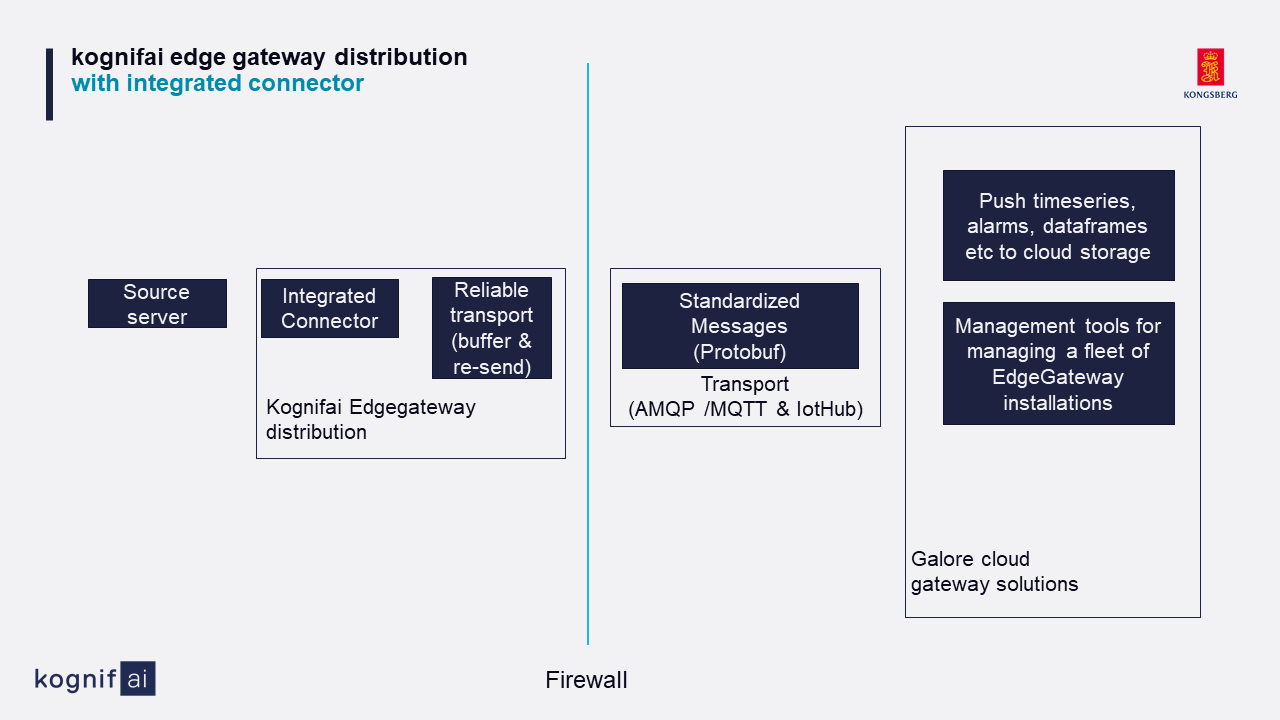 kognifai edge gateway distribution
with integrated connector
KONGSBERG
Source
server
Integrated
Connector
Reliable
transport
(buffer &
re-send)
Kognifai Edgegateway
distribution
Standardized
Messages
(Protobuf)
Transport
(AMQP /MQTT & IotHub)
Push timeseries,
alarms, dataframes
etc to cloud storage
Management tools for
managing a fleet of
EdgeGateway
installations
Galore cloud
gateway solutions
kognifai
Firewall